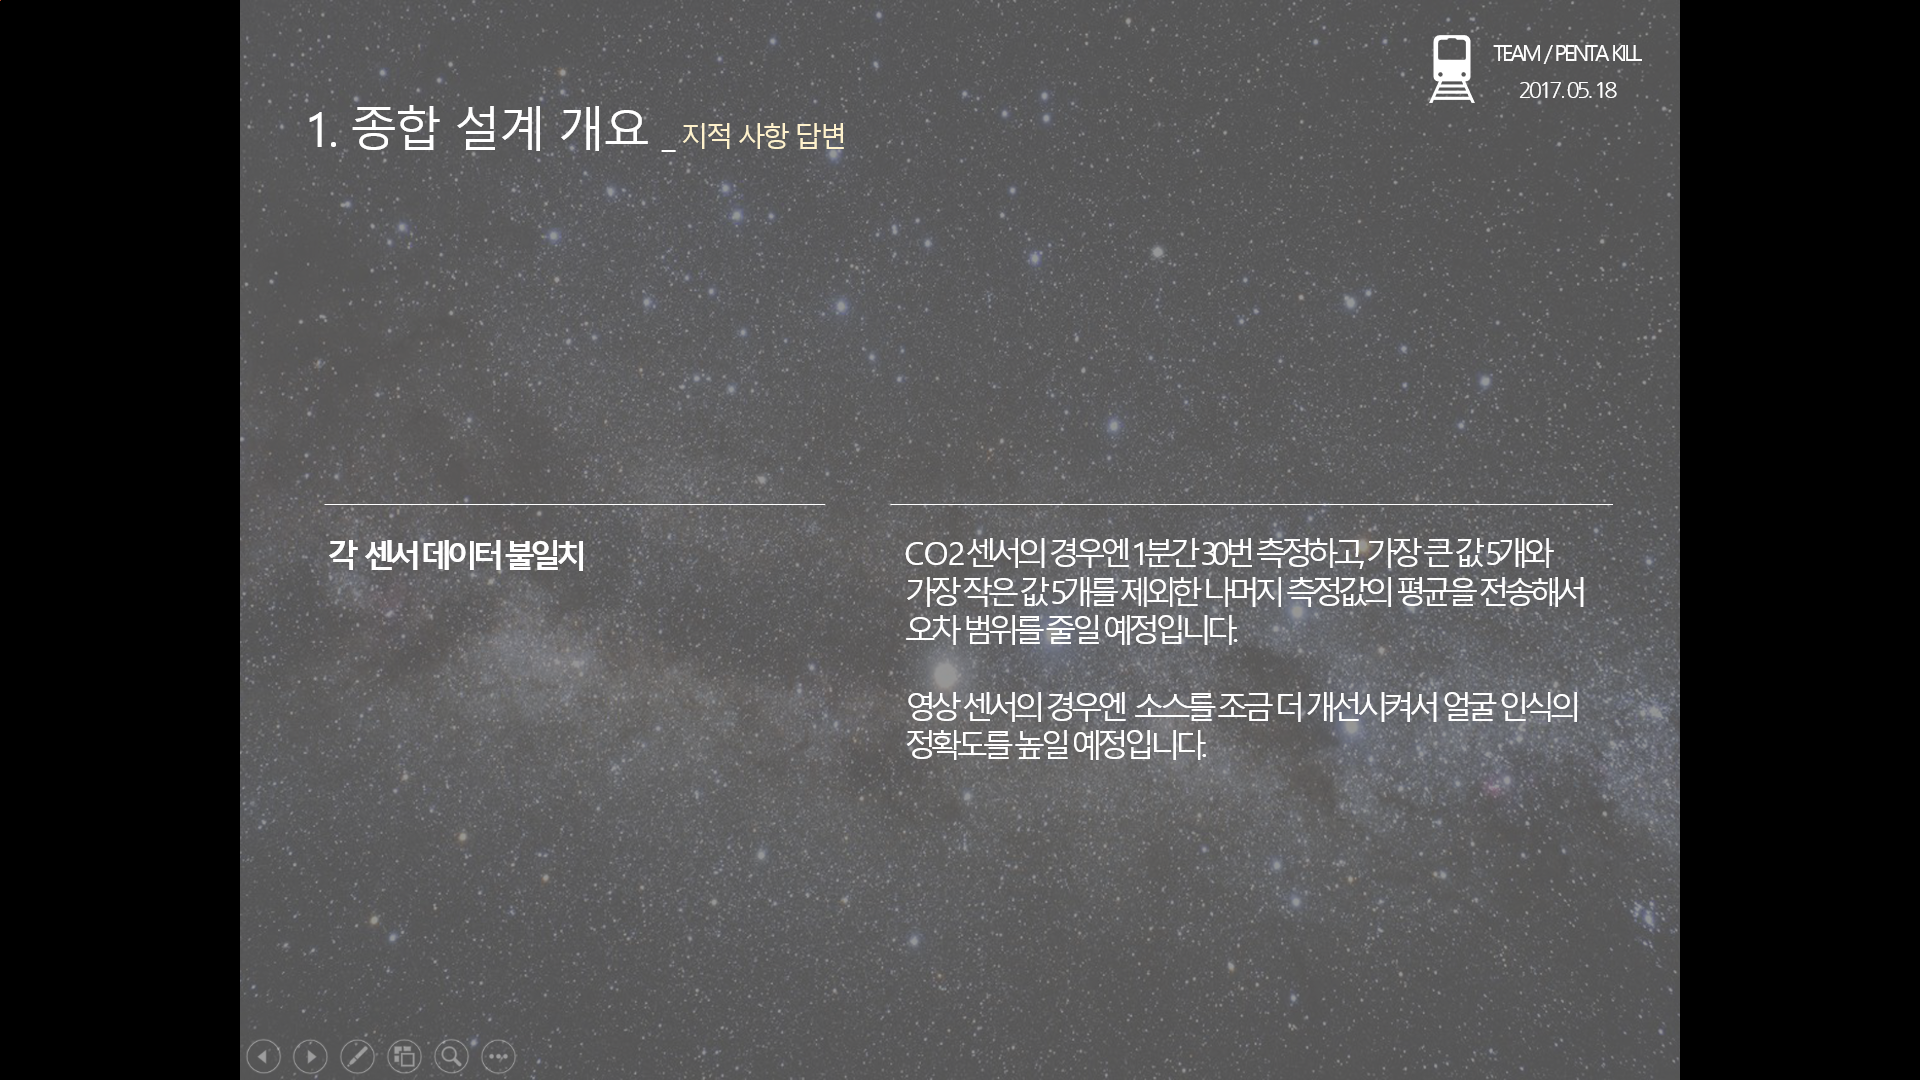 TEAM / PENTA KILL
2017. 05. 18
1. 종합 설계 개요 _ 지적 사항 답변
각 센서 데이터 불일치
CO2 센서의 경우엔 1분간 30번 측정하고, 가장 큰 값 5개와
가장 작은 값 5개를 제외한 나머지 측정값의 평균을 전송해서
오차 범위를 줄일 예정입니다.
영상 센서의 경우엔 소스를 조금 더 개선시켜서 얼굴 인식의
정확도를 높일 예정입니다.